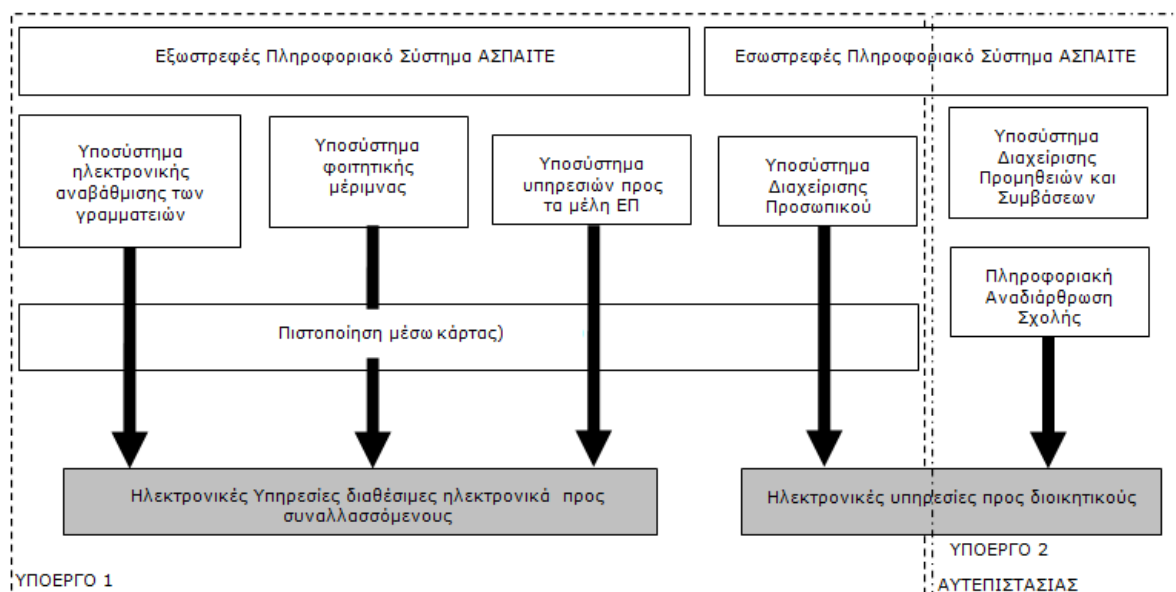 Εξωστρεφές Πληροφοριακό Σύστημα ΑΣΠΑΙΤΕ
Εσωστρεφές Πληροφοριακό Σύστημα ΑΣΠΑΙΤΕ
Υποσύστημα
ηλεκτρονικής
αναβάθμισης των
γραμματειών
Υποσύστημα
φοιτητικής
μέριμνας
Υποσύστημα
υπηρεσιών προς
τα μέλη ΕΠ
Υποσύστημα
Διαχείρισης
Προσωπικού
Υποσύστημα
Διαχείρισης
Προμηθειών και
Συμβάσεων
Πληροφοριακή
Αναδιάρθρωση
Σχολής
Πιστοποίηση μέσω κάρτας)
Ηλεκτρονικές Υπηρεσίες διαθέσιμες ηλεκτρονικά προς
συναλλασσόμενους
Ηλεκτρονικές υπηρεσίες προς διοικητικούς
ΥΠΟΕΡΓΟ 1
ΥΠΟΕΡΓΟ 2
ΑΥΤΕΠΙΣΤΑΣΙΑΣ